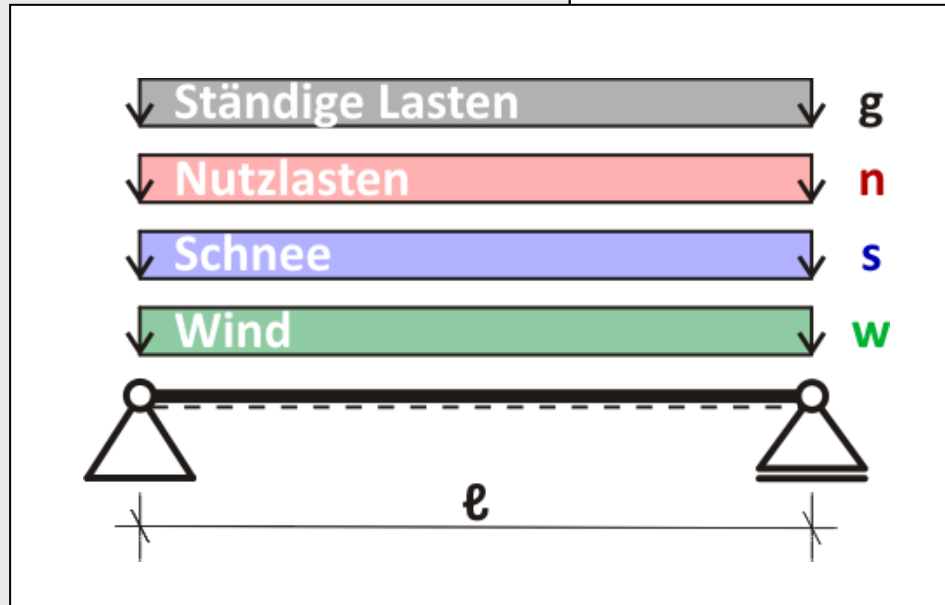 Ständige Lasten g
Nutzlasten n
Schnee s
Wind w
ℓ